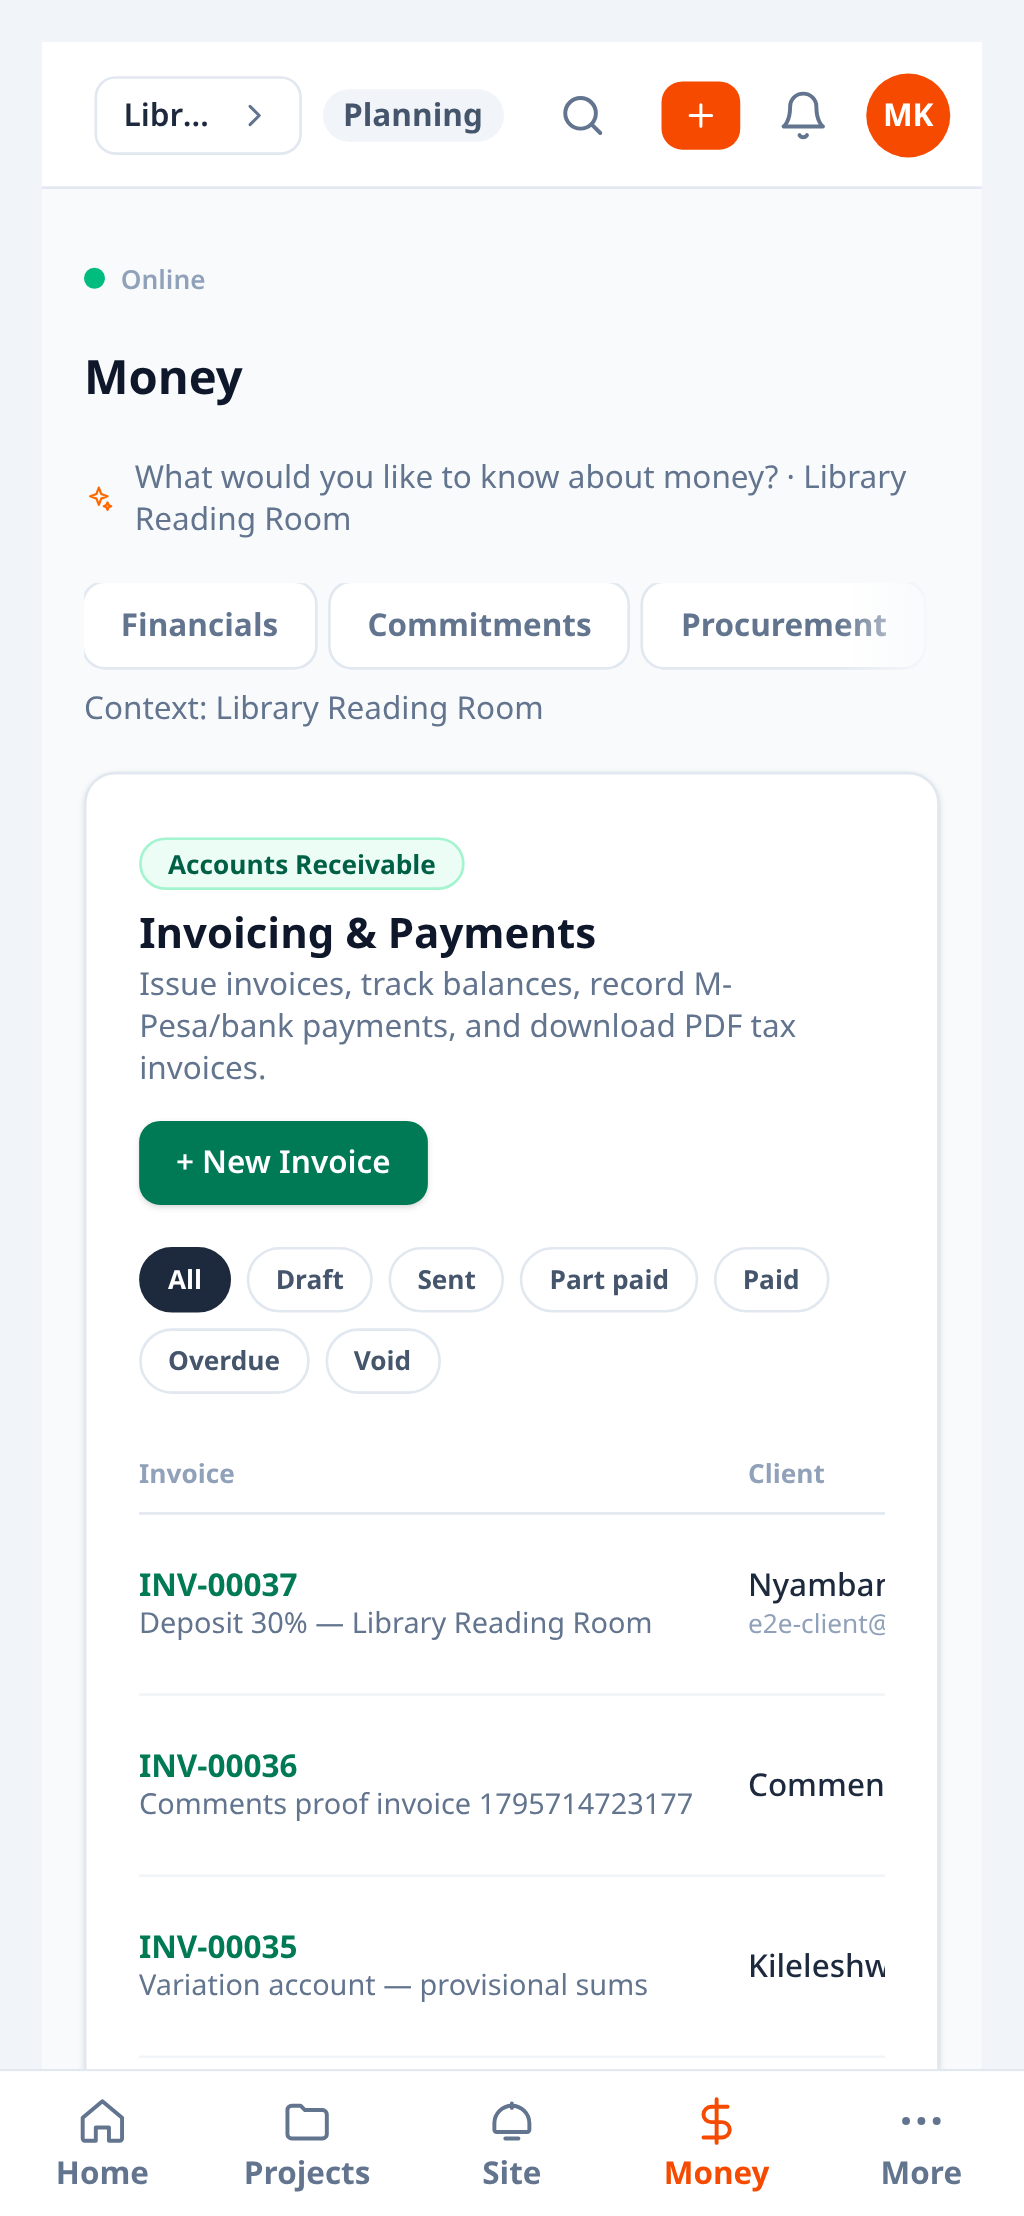 Libr...
Planning
MK
Online
Money
What would you like to know about money? · Library
Reading Room
Financials
Commitments
Procurement
Context: Library Reading Room
Accounts Receivable
Invoicing & Payments
Issue invoices, track balances, record M-
Pesa/bank payments, and download PDF tax
invoices.
+ New Invoice
All
Draft
Sent
Part paid
Paid
Overdue
Void
Invoice
Client
INV-00037
Nyambar
Deposit 30% — Library Reading Room
e2e-client@
INV-00036
Comments proof invoice 1795714723177
Commen
INV-00035
Variation account — provisional sums
Kileleshw
Home
Projects
Site
Money
More